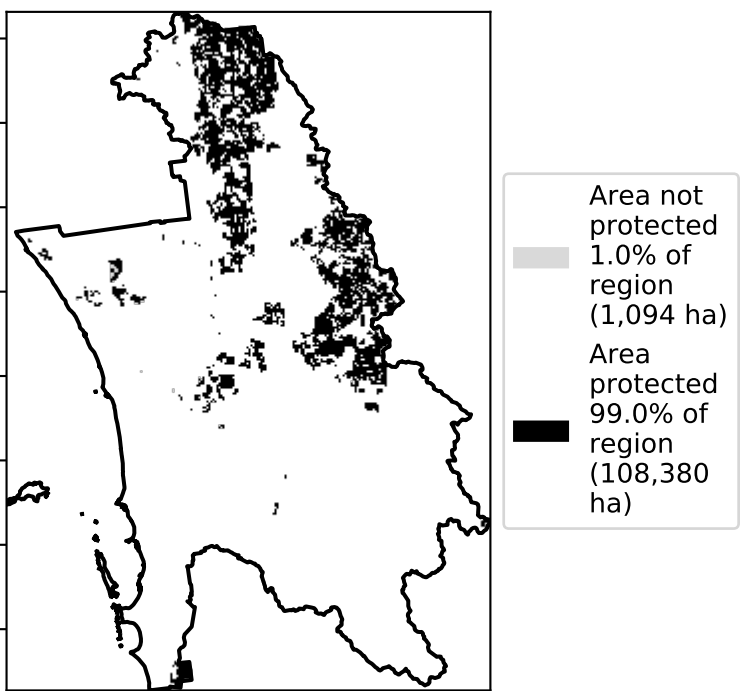 Area not
protected
1.0% of
region
(1,094 ha)
Area
protected
99.0% of
region
(108,380
ha)